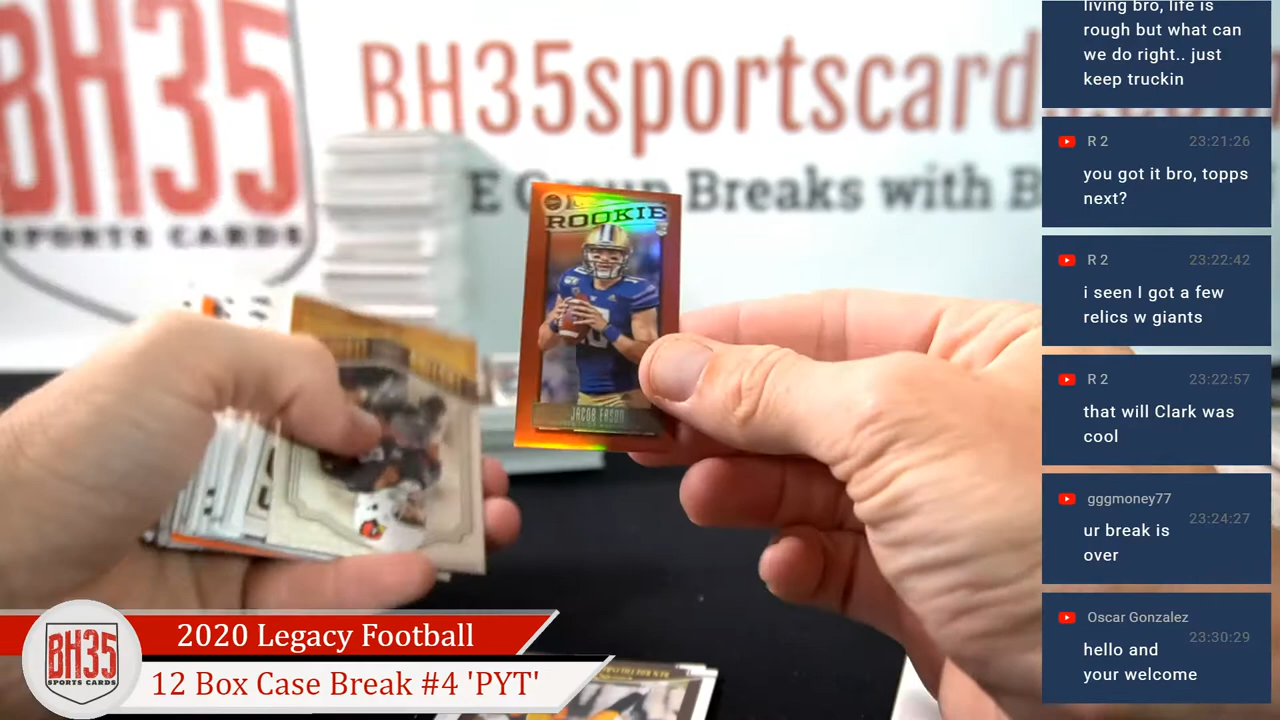 BH35
SPORTS CARDS
BH35sportscard
E Group Breaks with B
ROOKIE
JACOB EASON
living bro, life is
rough but what can
we do right.. just
keep truckin
R 2 23:21:26
you got it bro, topps
next?
R 2 23:22:42
i seen I got a few
relics w giants
R 2 23:22:57
that will Clark was
cool
gggmoney77
23:24:27
ur break is
over
Oscar Gonzalez
23:30:29
hello and
your welcome
BH35
SPORTS CARDS
2020 Legacy Football
12 Box Case Break #4 'PYT'